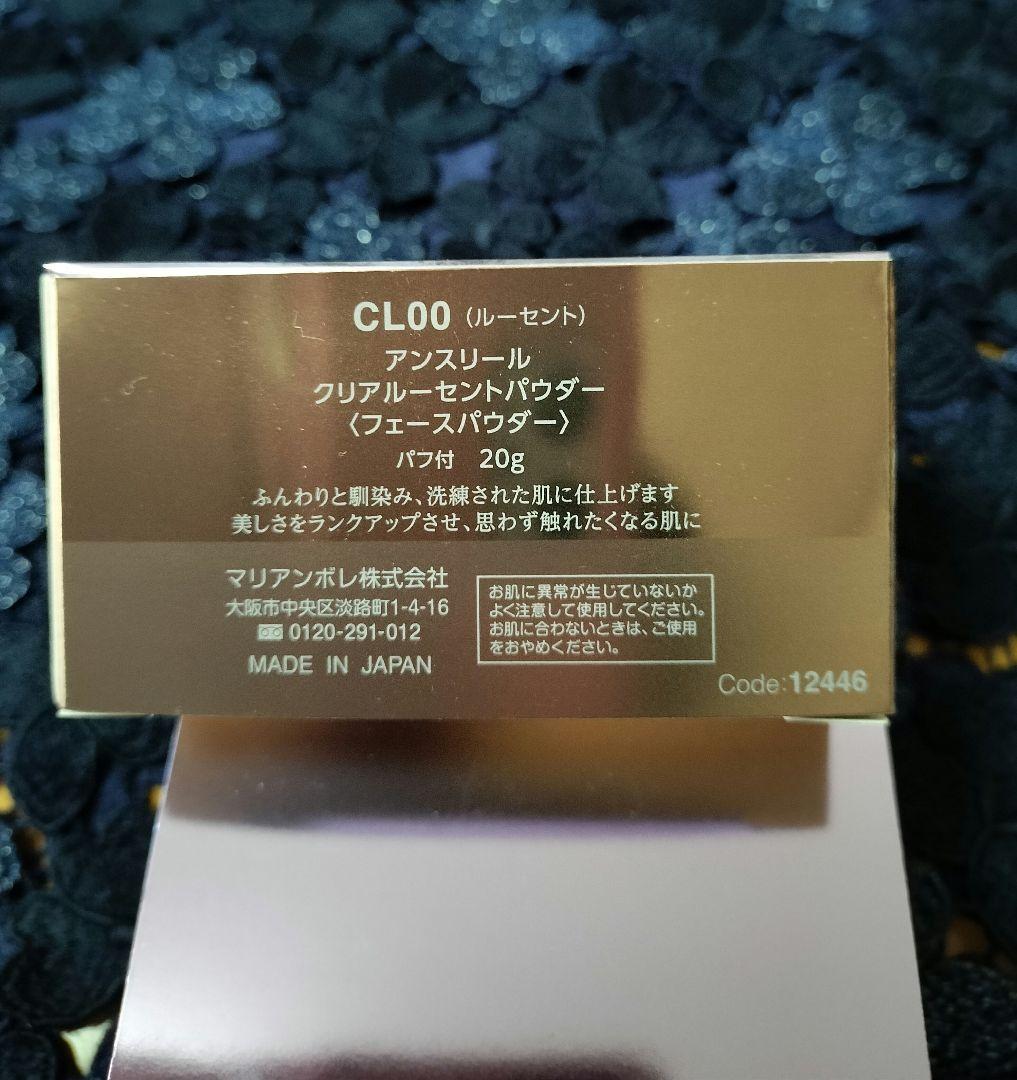 CL00（ルーセント）
アンスリール
クリアルーセントパウダー
〈フェースパウダー〉
パフ付 20g
ふんわりと馴染み、洗練された肌に仕上げます
美しさをランクアップさせ、思わず触れたくなる肌に
マリアンボレ株式会社
大阪市中央区淡路町1-4-16
0120-291-012
MADE IN JAPAN
お肌に異常が生じていないか
よく注意して使用してください。
お肌に合わないときは、ご使用
をおやめください。
Code:12446